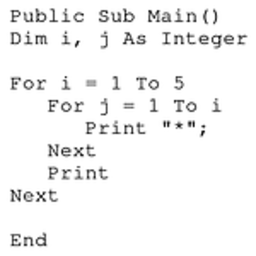 Public Sub Main()
Dim i, j As Integer

For i = 1 To 5
   For j = 1 To i
      Print "*";
   Next
   Print
Next

End